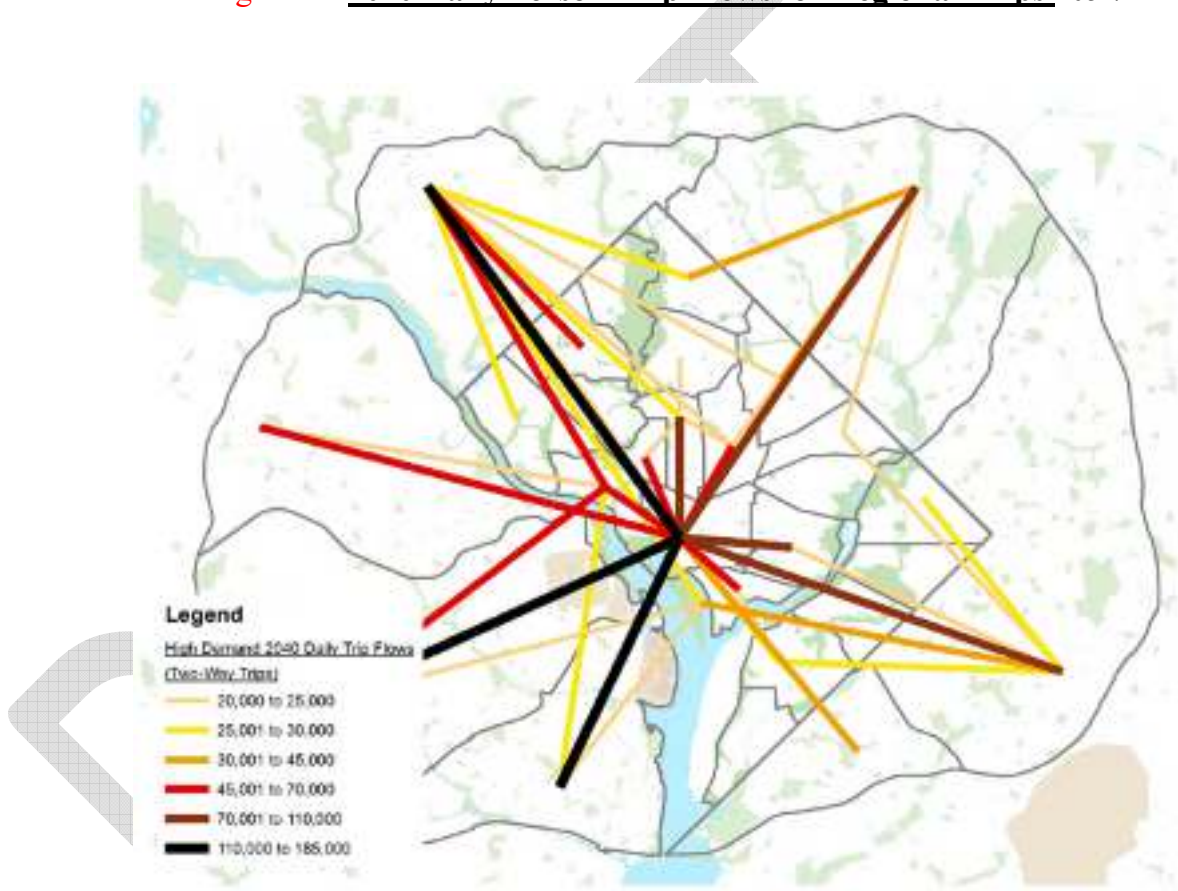 Legend
High Demand 2040 Daily Trip Flows
(Two-Way Trips)
20,000 to 25,000
25,001 to 30,000
30,001 to 45,000
45,001 to 70,000
70,001 to 110,000
110,000 to 185,000